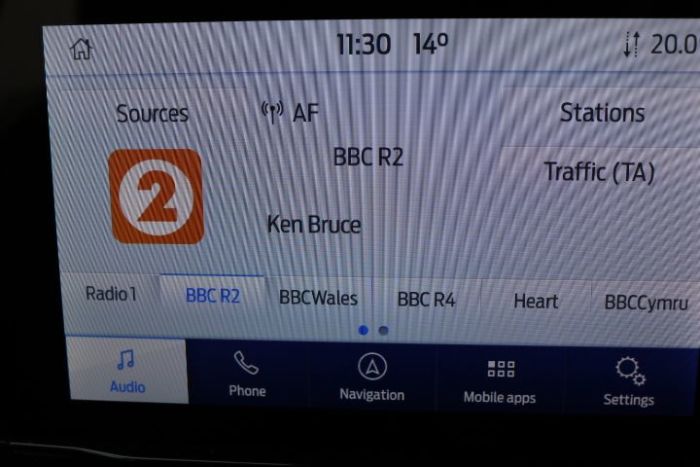 11:30 14° 20.0
Sources AF Stations
BBC R2
Traffic (TA)
2
Ken Bruce
Radio 1 BBC R2 BBCWales BBC R4 Heart BBCCymru
Audio Phone Navigation Mobile apps Settings